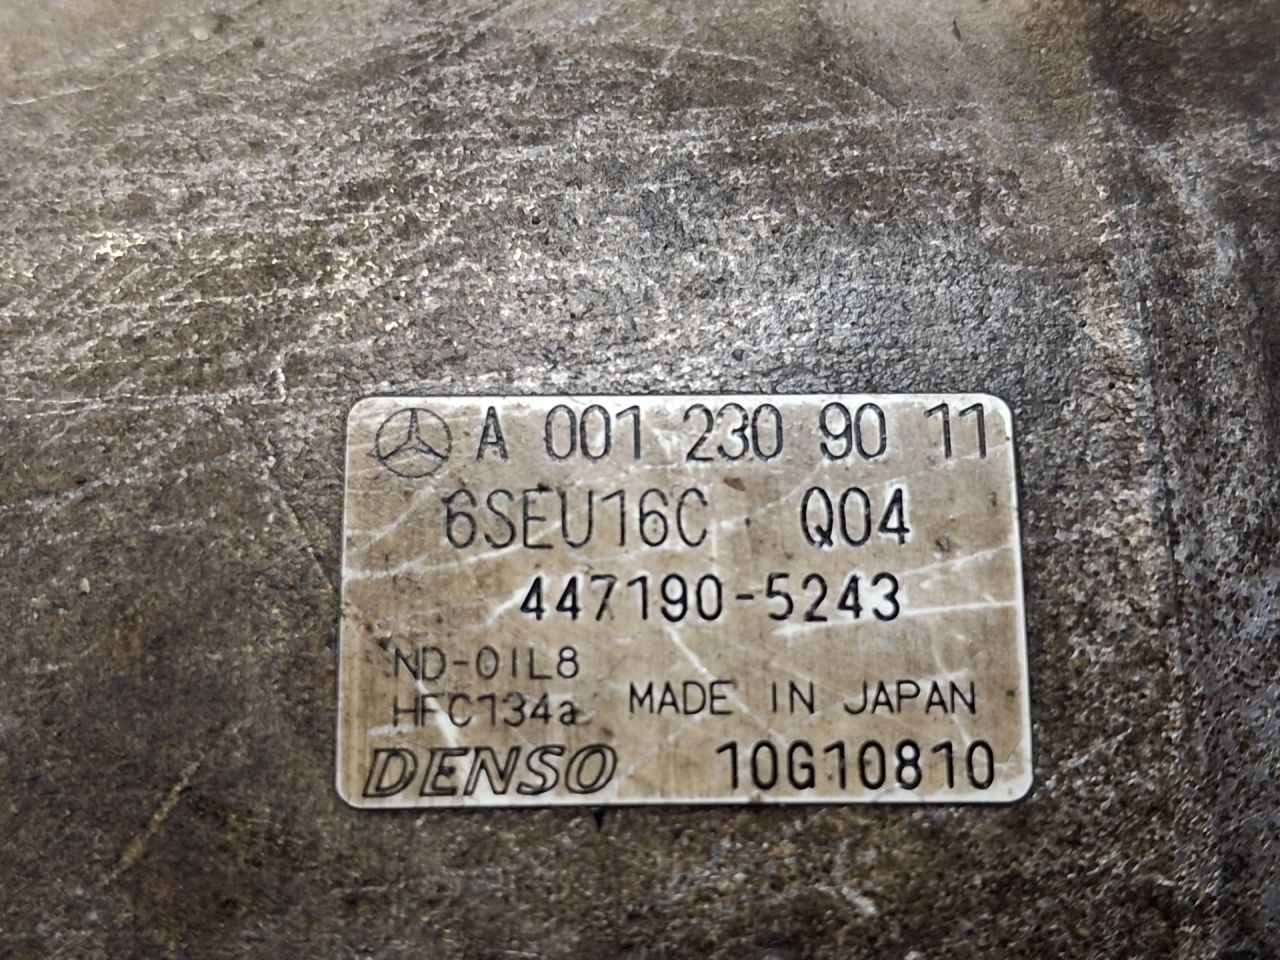 A 001 230 90 11
6SEU16C Q04
447190-5243
ND-OIL8
HFC134a MADE IN JAPAN
DENSO 10G10810